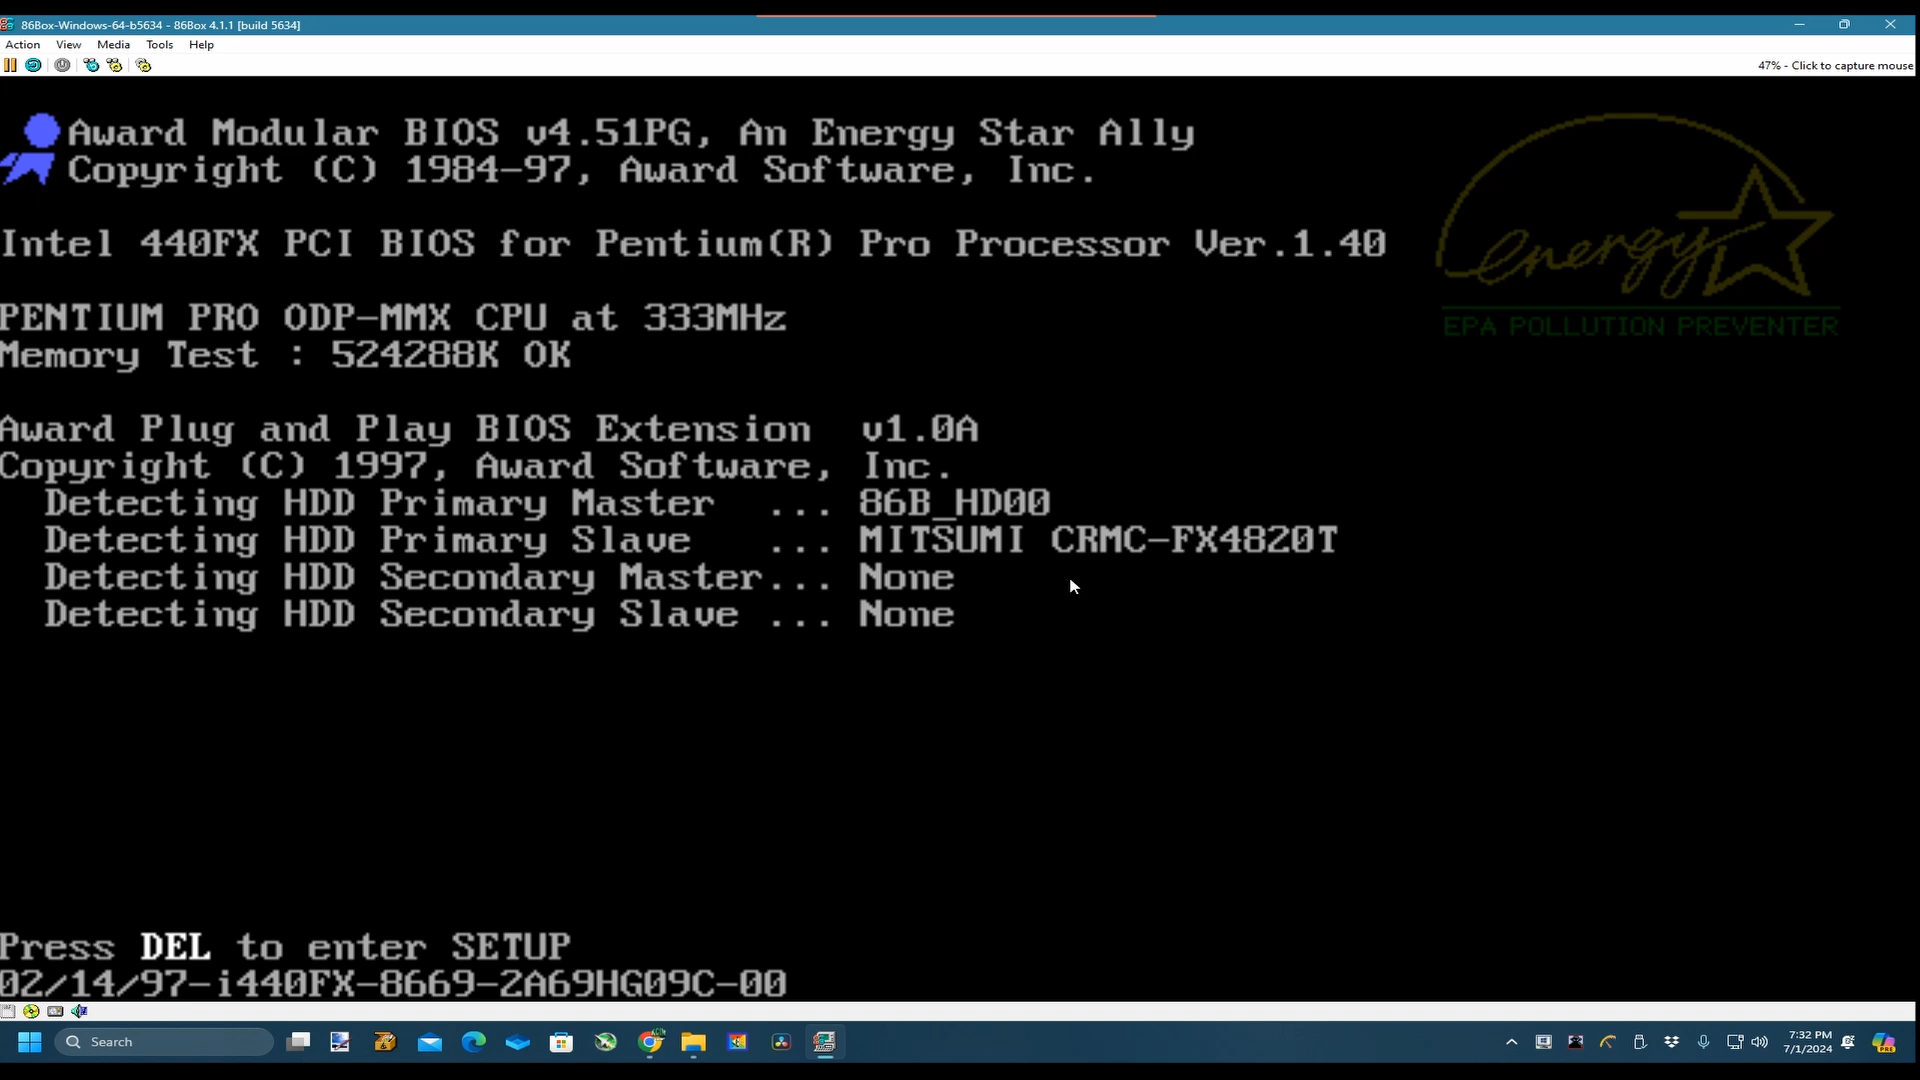 86Box-Windows-64-b5634 - 86Box 4.1.1 [build 5634]
Action View Media Tools Help
47% - Click to capture mouse
Award Modular BIOS v4.51PG, An Energy Star Ally
Copyright (C) 1984-97, Award Software, Inc.
Intel 440FX PCI BIOS for Pentium(R) Pro Processor Ver.1.40
energy
EPA POLLUTION PREVENTER
PENTIUM PRO ODP-MMX CPU at 333MHz
Memory Test : 524288K OK
Award Plug and Play BIOS Extension v1.0A
Copyright (C) 1997, Award Software, Inc.
Detecting HDD Primary Master ... 86B_HD00
Detecting HDD Primary Slave ... MITSUMI CRMC-FX4820T
Detecting HDD Secondary Master... None
Detecting HDD Secondary Slave ... None
Press DEL to enter SETUP
02/14/97-i440FX-8669-2A69HG09C-00
Search
7:32 PM
7/1/2024